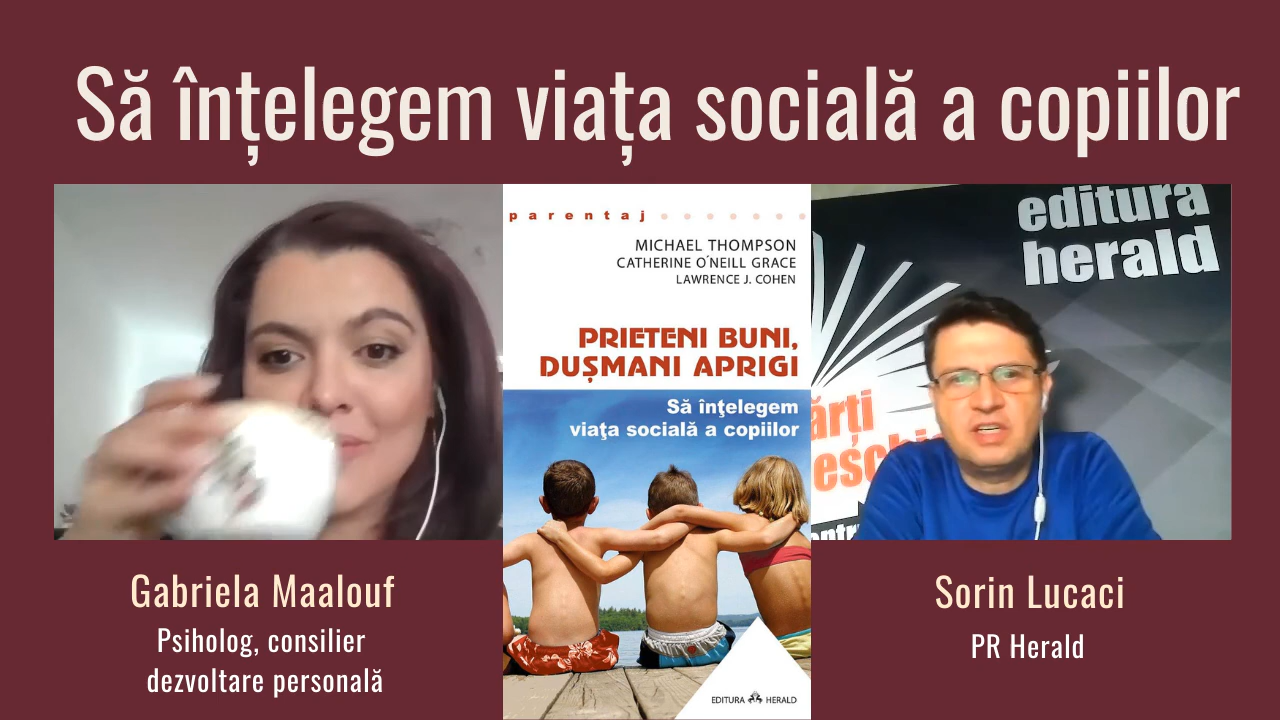 Să înțelegem viața socială a copiilor
parentaj
MICHAEL THOMPSON
CATHERINE O'NEILL GRACE
LAWRENCE J. COHEN
PRIETENI BUNI,
DUȘMANI APRIGI
Să înţelegem
viaţa socială a copiilor
EDITURA HERALD
editura
herald
ărți
Gabriela Maalouf
Psiholog, consilier
dezvoltare personală
Sorin Lucaci
PR Herald